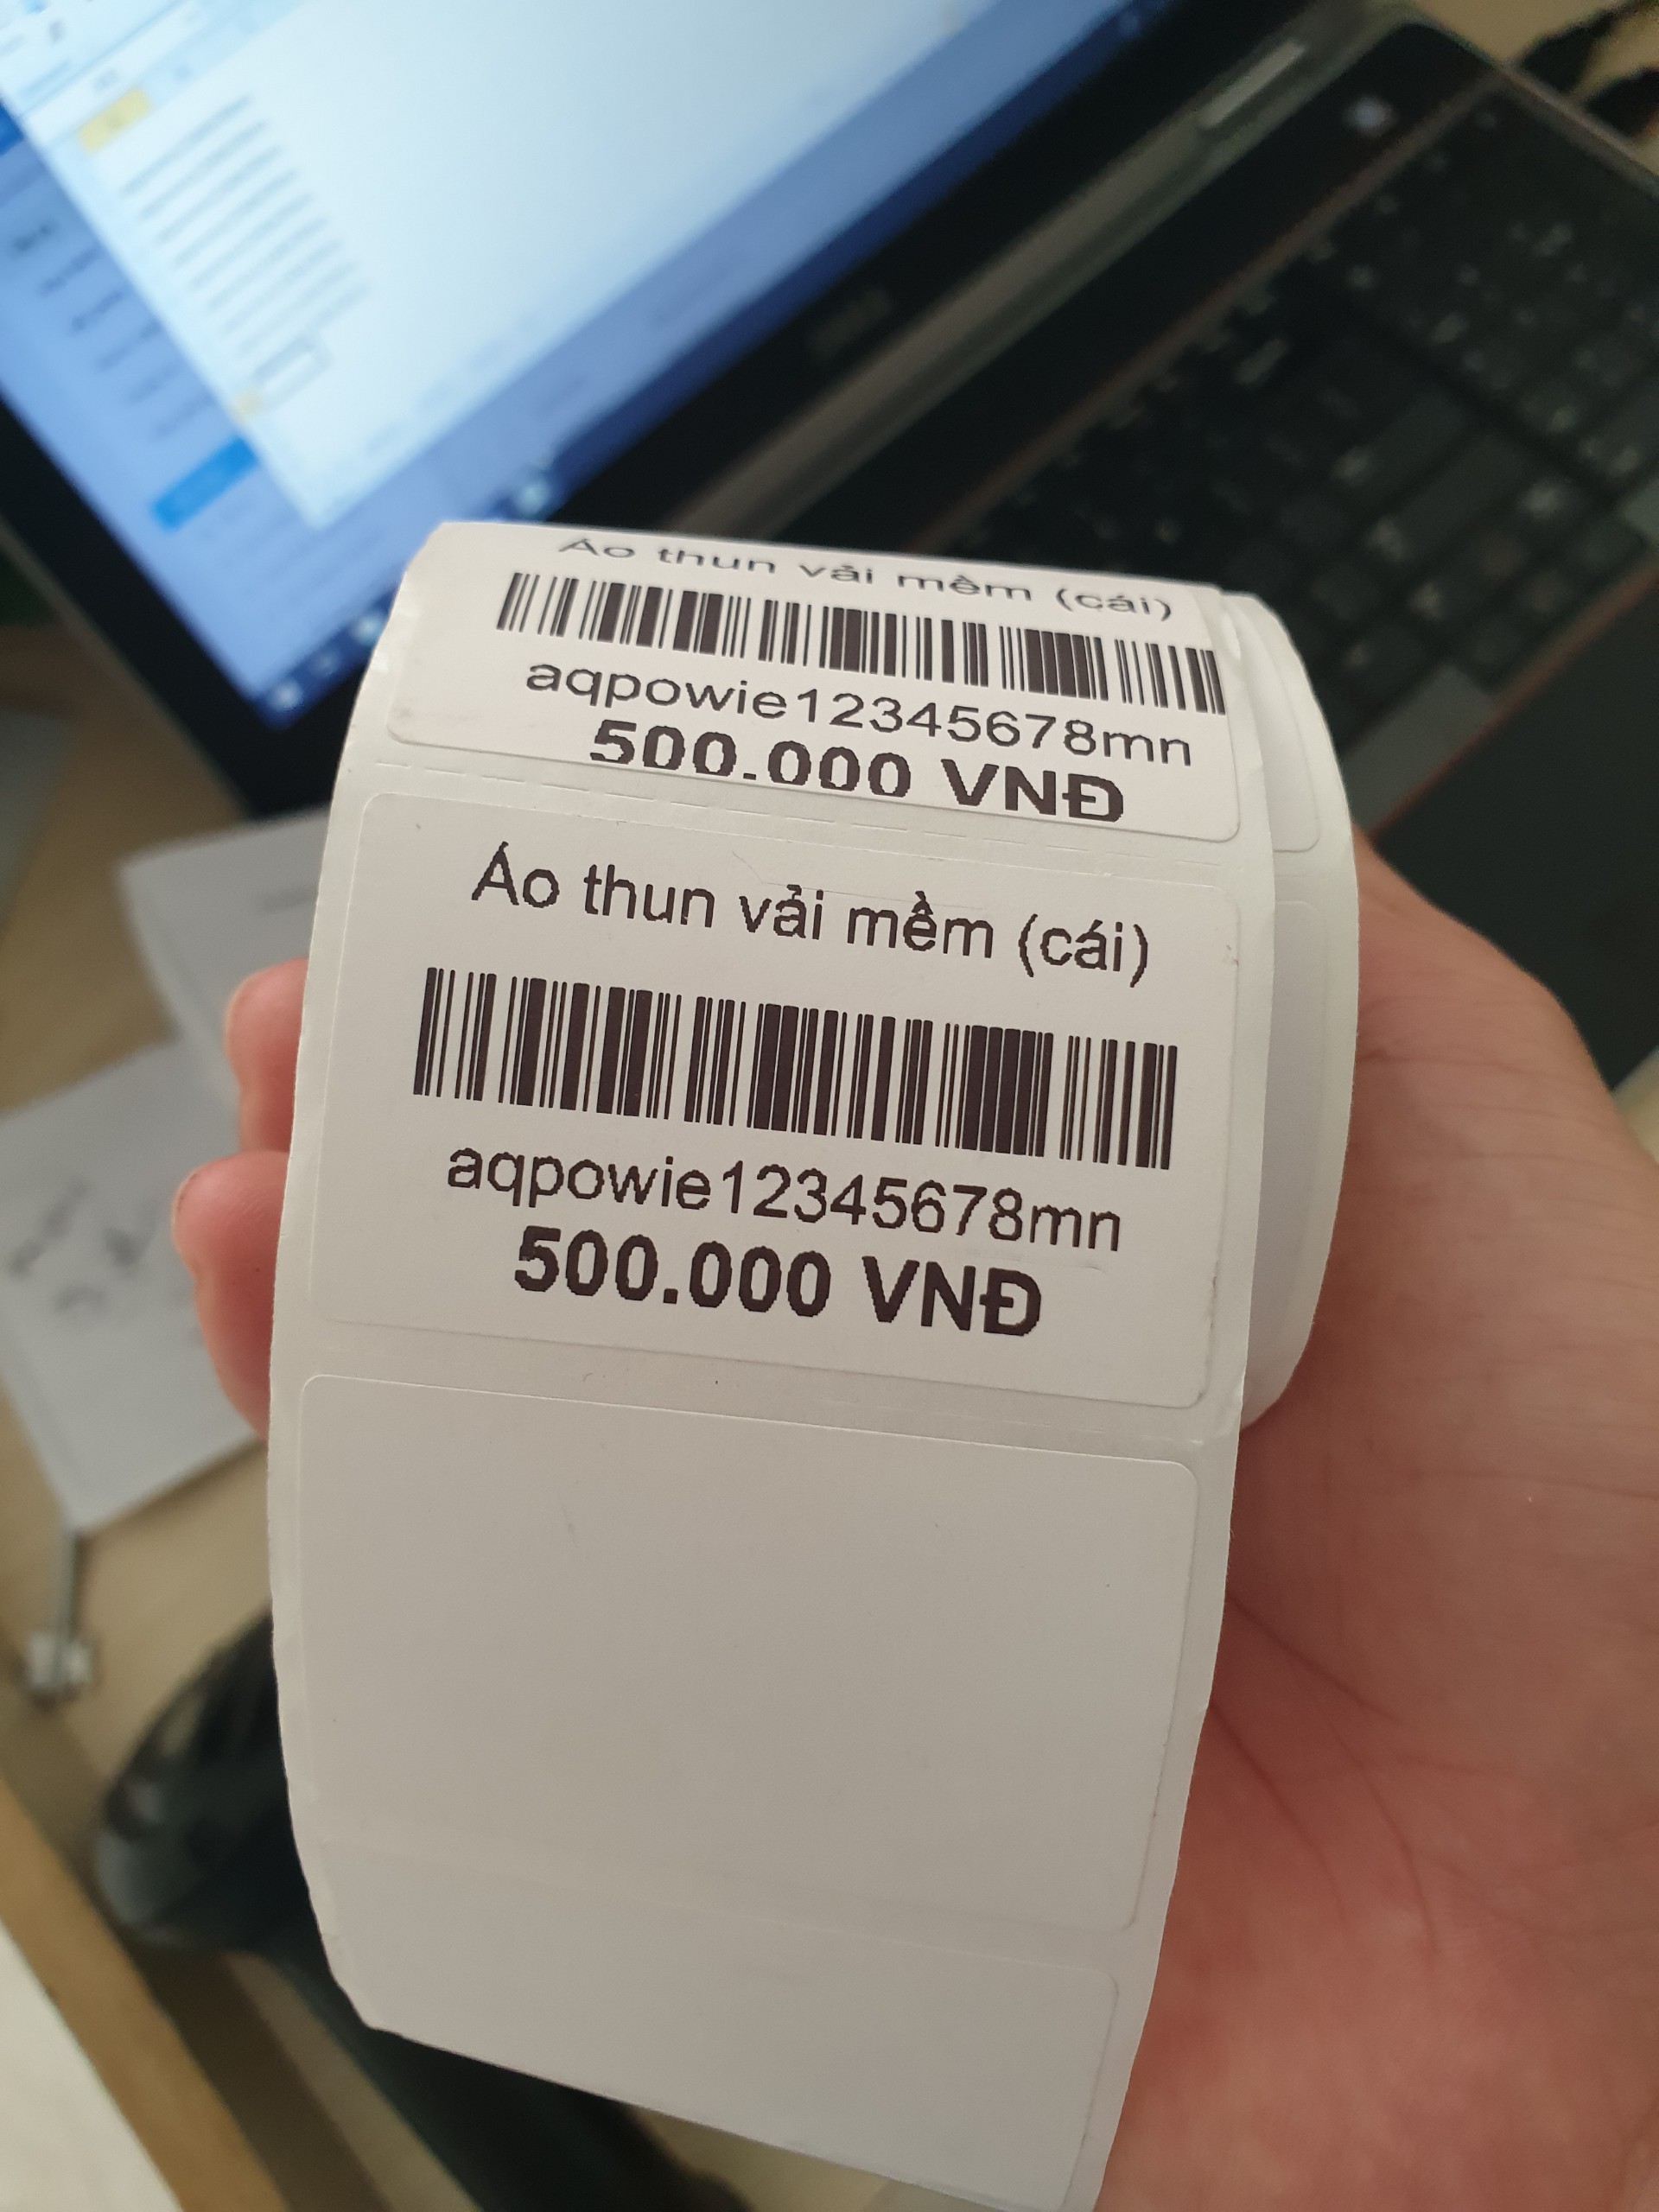 Áo thun vải mềm (cái)
aqpowie12345678mn
500.000 VNĐ
Áo thun vải mềm (cái)
aqpowie12345678mn
500.000 VNĐ